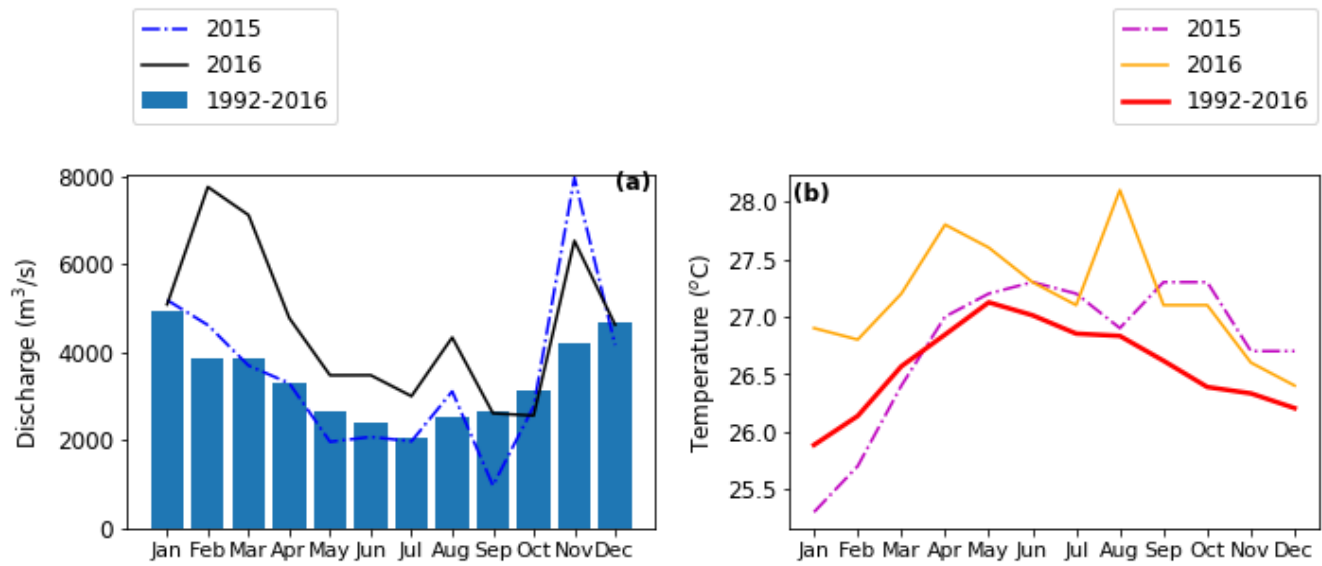 2015
2016
1992-2016
(a)
Discharge (m³/s)
8000
6000
4000
2000
0
Jan Feb Mar Apr May Jun Jul Aug Sep Oct Nov Dec
2015
2016
1992-2016
(b)
Temperature (ᵒC)
28.0
27.5
27.0
26.5
26.0
25.5
Jan Feb Mar Apr May Jun Jul Aug Sep Oct Nov Dec